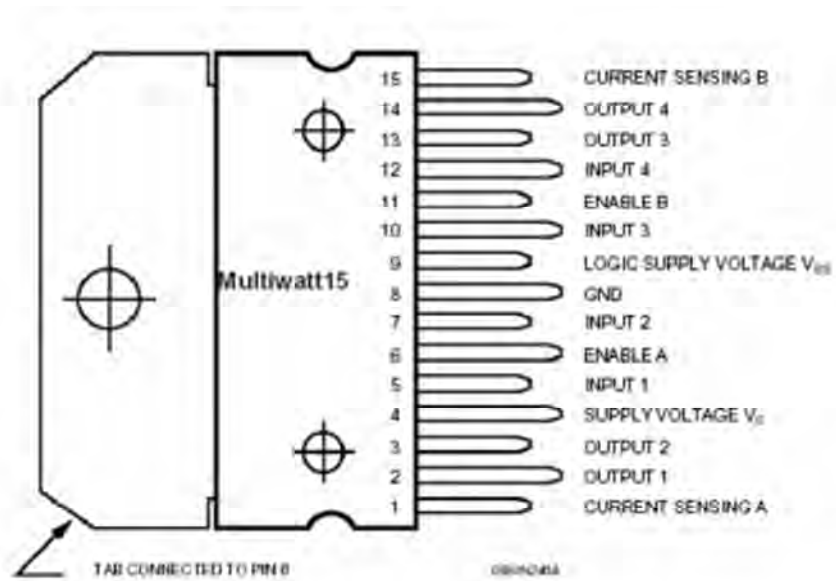 15 CURRENT SENSING B
14 OUTPUT 4
13 OUTPUT 3
12 INPUT 4
11 ENABLE B
10 INPUT 3
9 LOGIC SUPPLY VOLTAGE
8 GND
Multiwatt15
7 INPUT 2
6 ENABLE A
5 INPUT 1
4 SUPPLY VOLTAGE
3 OUTPUT 2
2 OUTPUT 1
1 CURRENT SENSING A
TAB CONNECTED TO PIN